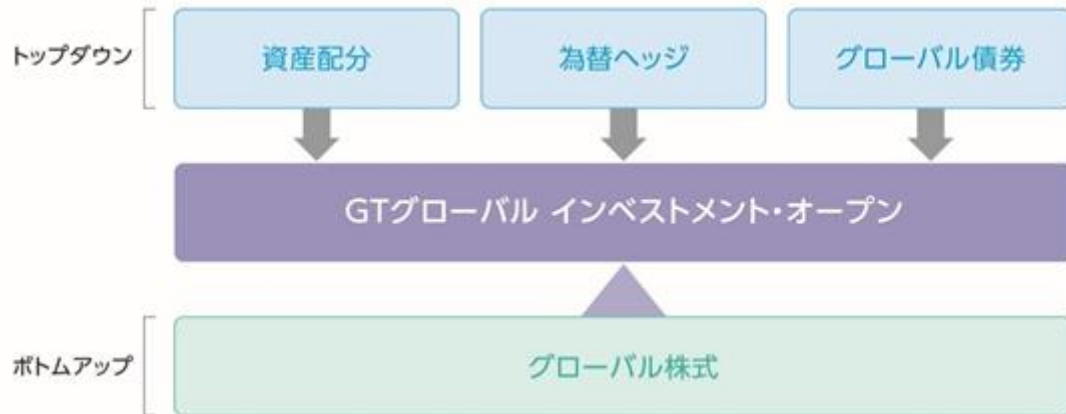 トップダウン
資産配分
為替ヘッジ
グローバル債券
GTグローバル インベストメント・オープン
ボトムアップ
グローバル株式